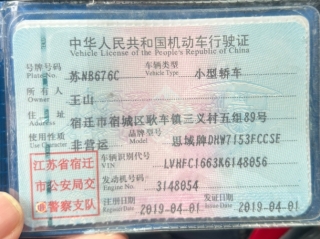 中华人民共和国机动车行驶证
Vehicle License of the People's Republic of China
号牌号码 苏NB676C 车辆类型 小型轿车
Plate No. Vehicle Type
所有人 王山
Owner
住址 宿迁市宿城区耿车镇三义村五组89号
Address
使用性质 非营运 品牌型号 思域牌DHW7153FCCSE
Use Character Model
江苏省宿迁
市公安局交
警察支队
车辆识别代号 LVHFC1663K6148056
VIN
发动机号码 3148054
Engine No.
注册日期 2019-04-01 发证日期 2019-04-01
Register Date Issue Date